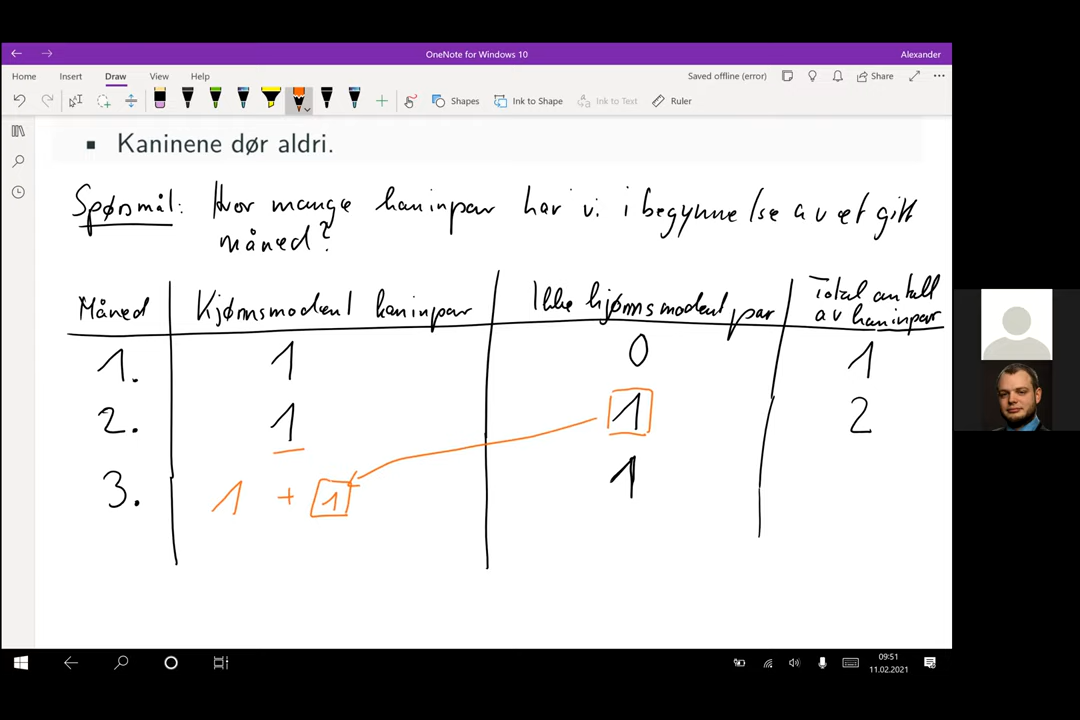 OneNote for Windows 10
Alexander
Home Insert Draw View Help
Saved offline (error)
Share
Shapes Ink to Shape Ink to Text Ruler
▪ Kaninene dør aldri.
Spørsmål: Hvor mange kaninpar har vi i begynnelse av et gitt
måned?
Måned Kjønnsmodent kaninpar Ikke kjønnsmodent par Total antall
av kaninpar
1. 1 0 1
2. 1 1 2
3. 1 + 1 1
09:51
11.02.2021